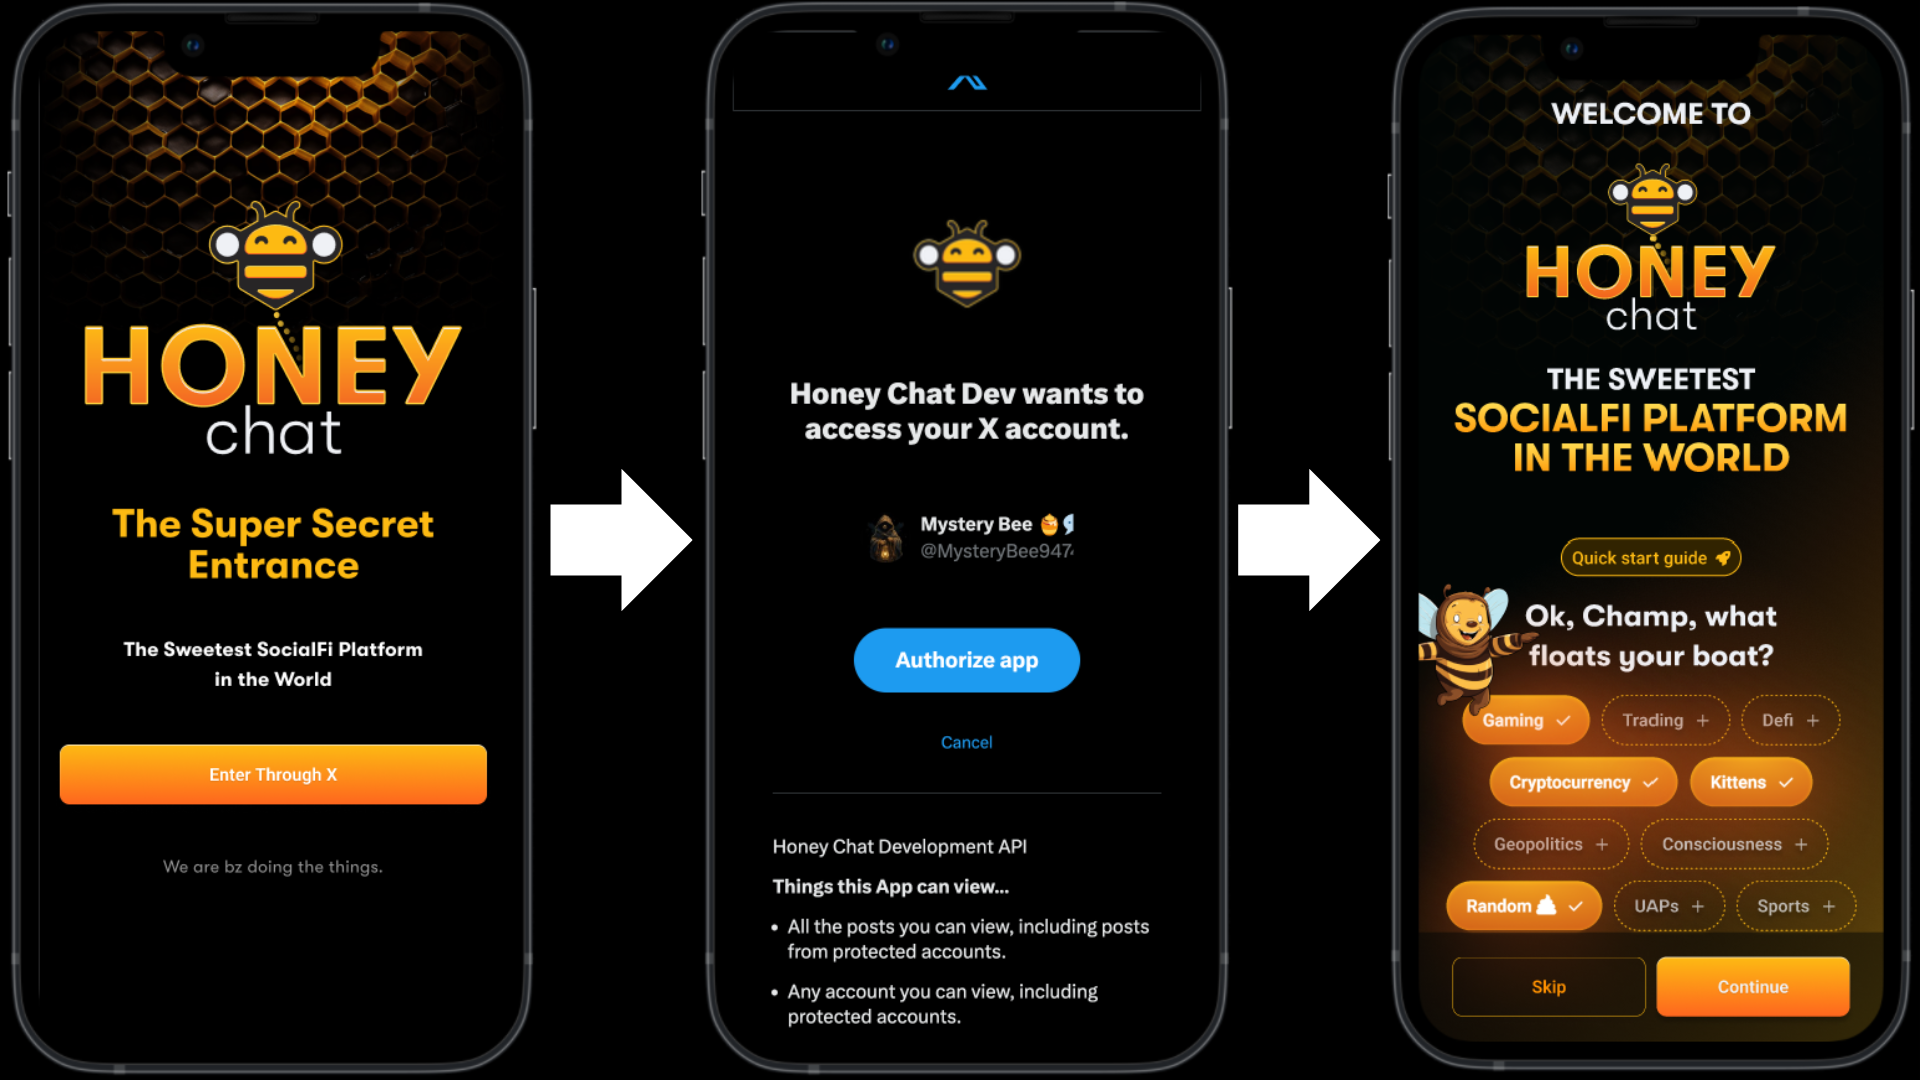 HONEY
chat
The Super Secret
Entrance
The Sweetest SocialFi Platform
in the World
Enter Through X
We are bz doing the things.
Honey Chat Dev wants to
access your X account.
Mystery Bee
@MysteryBee947
Authorize app
Cancel
Honey Chat Development API
Things this App can view...
• All the posts you can view, including posts
from protected accounts.
• Any account you can view, including
protected accounts.
WELCOME TO
HONEY
chat
THE SWEETEST
SOCIALFI PLATFORM
IN THE WORLD
Quick start guide
Ok, Champ, what
floats your boat?
Gaming ✓ Trading + Defi +
Cryptocurrency ✓ Kittens ✓
Geopolitics + Consciousness +
Random ✓ UAPs + Sports +
Skip Continue